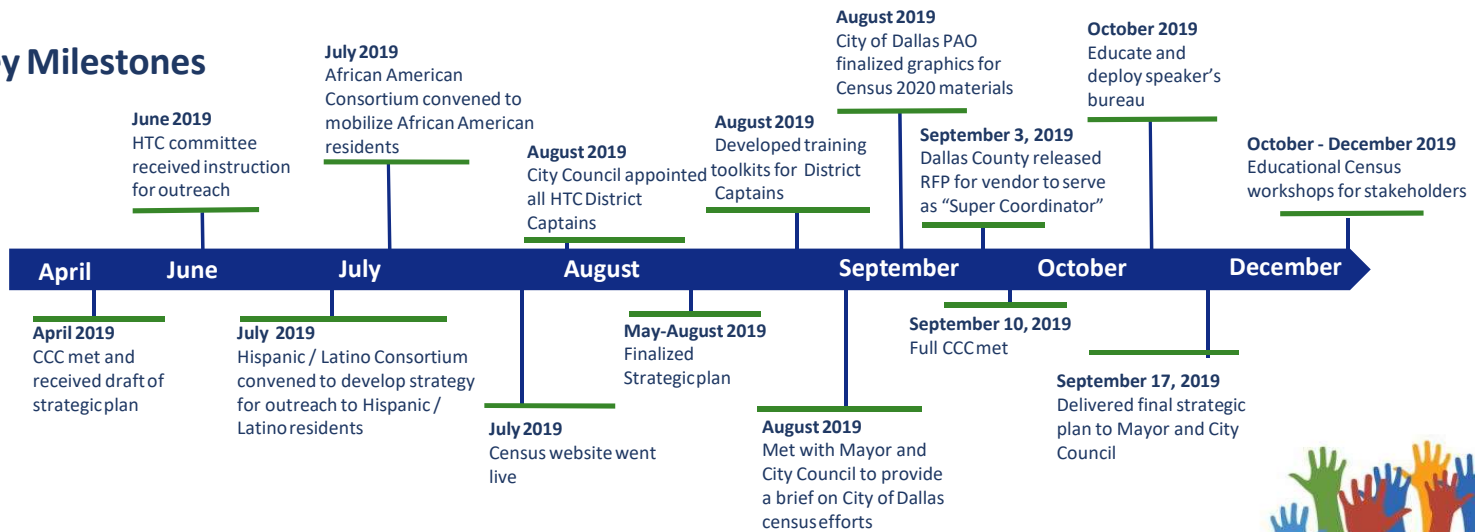 y Milestones
June 2019
HTC committee
received instruction
for outreach
July 2019
African American
Consortium convened to
mobilize African American
residents
August 2019
City Council appointed
all HTC District
Captains
August 2019
Developed training
toolkits for District
Captains
August 2019
City of Dallas PAO
finalized graphics for
Census 2020 materials
September 3, 2019
Dallas County released
RFP for vendor to serve
as “Super Coordinator”
October 2019
Educate and
deploy speaker’s
bureau
October - December 2019
Educational Census
workshops for stakeholders
April June July August September October December
April 2019
CCC met and
received draft of
strategic plan
July 2019
Hispanic / Latino Consortium
convened to develop strategy
for outreach to Hispanic /
Latino residents
July 2019
Census website went
live
May-August 2019
Finalized
Strategic plan
August 2019
Met with Mayor and
City Council to provide
a brief on City of Dallas
census efforts
September 10, 2019
Full CCC met
September 17, 2019
Delivered final strategic
plan to Mayor and City
Council